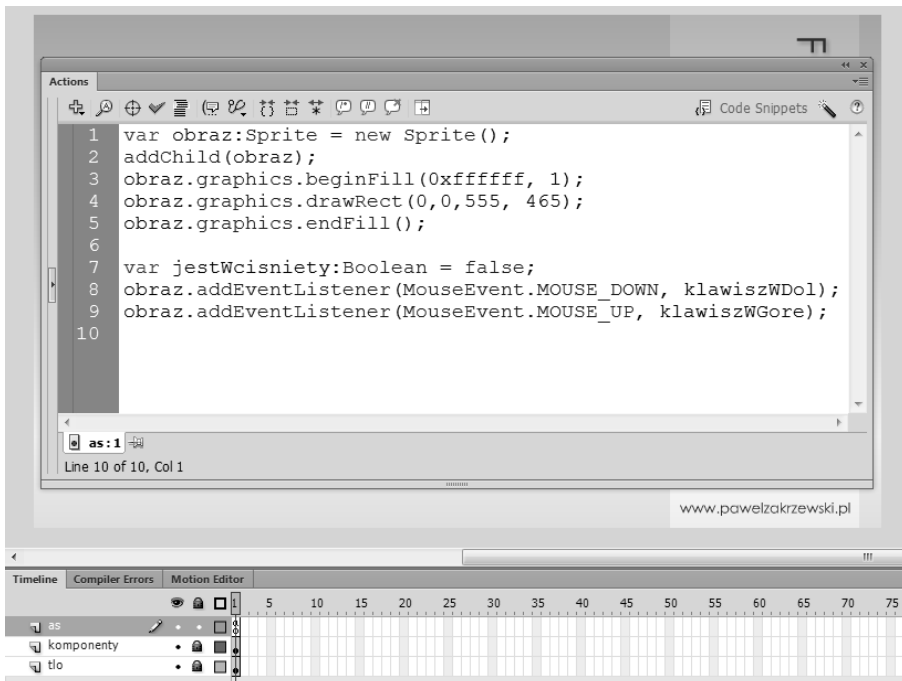 Actions
Code Snippets
1 var obraz:Sprite = new Sprite();
2 addChild(obraz);
3 obraz.graphics.beginFill(0xffffff, 1);
4 obraz.graphics.drawRect(0,0,555, 465);
5 obraz.graphics.endFill();
6
7 var jestWcisniety:Boolean = false;
8 obraz.addEventListener(MouseEvent.MOUSE_DOWN, klawiszWDol);
9 obraz.addEventListener(MouseEvent.MOUSE_UP, klawiszWGore);
10
as:1
Line 10 of 10, Col 1
www.pawelzakrzewski.pl
Timeline Compiler Errors Motion Editor
1 5 10 15 20 25 30 35 40 45 50 55 60 65 70 75
as
komponenty
tlo